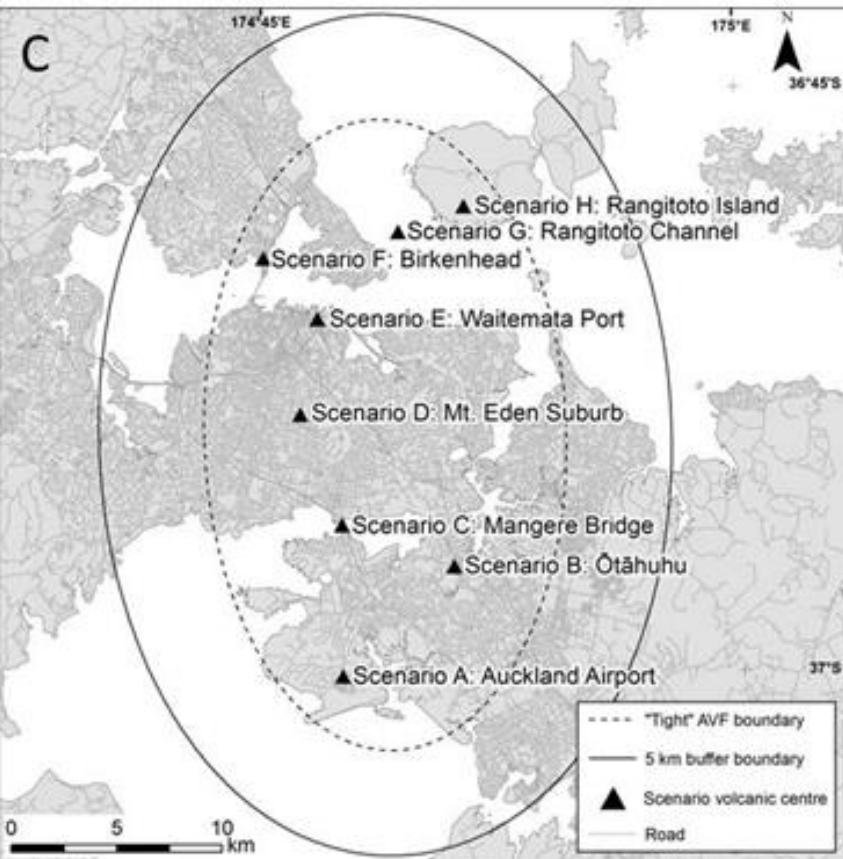 C
174°45'E
175°E
N
36°45'S
Scenario H: Rangitoto Island
Scenario G: Rangitoto Channel
Scenario F: Birkenhead
Scenario E: Waitemata Port
Scenario D: Mt. Eden Suburb
Scenario C: Mangere Bridge
Scenario B: Ōtāhuhu
Scenario A: Auckland Airport
37°S
"Tight" AVF boundary
5 km buffer boundary
Scenario volcanic centre
Road
0 5 10
km